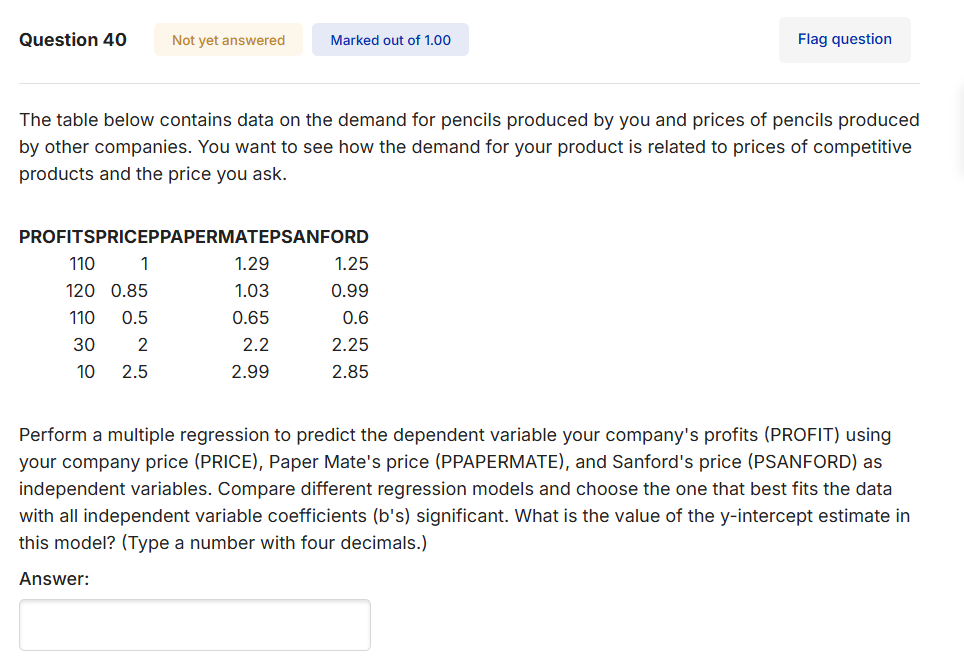 Question 40 Not yet answered Marked out of 1.00 Flag question
The table below contains data on the demand for pencils produced by you and prices of pencils produced
by other companies. You want to see how the demand for your product is related to prices of competitive
products and the price you ask.
PROFITSPRICEPPAPERMATEPSANFORD
110 1 1.29 1.25
120 0.85 1.03 0.99
110 0.5 0.65 0.6
30 2 2.2 2.25
10 2.5 2.99 2.85
Perform a multiple regression to predict the dependent variable your company's profits (PROFIT) using
your company price (PRICE), Paper Mate's price (PPAPERMATE), and Sanford's price (PSANFORD) as
independent variables. Compare different regression models and choose the one that best fits the data
with all independent variable coefficients (b's) significant. What is the value of the y-intercept estimate in
this model? (Type a number with four decimals.)
Answer: